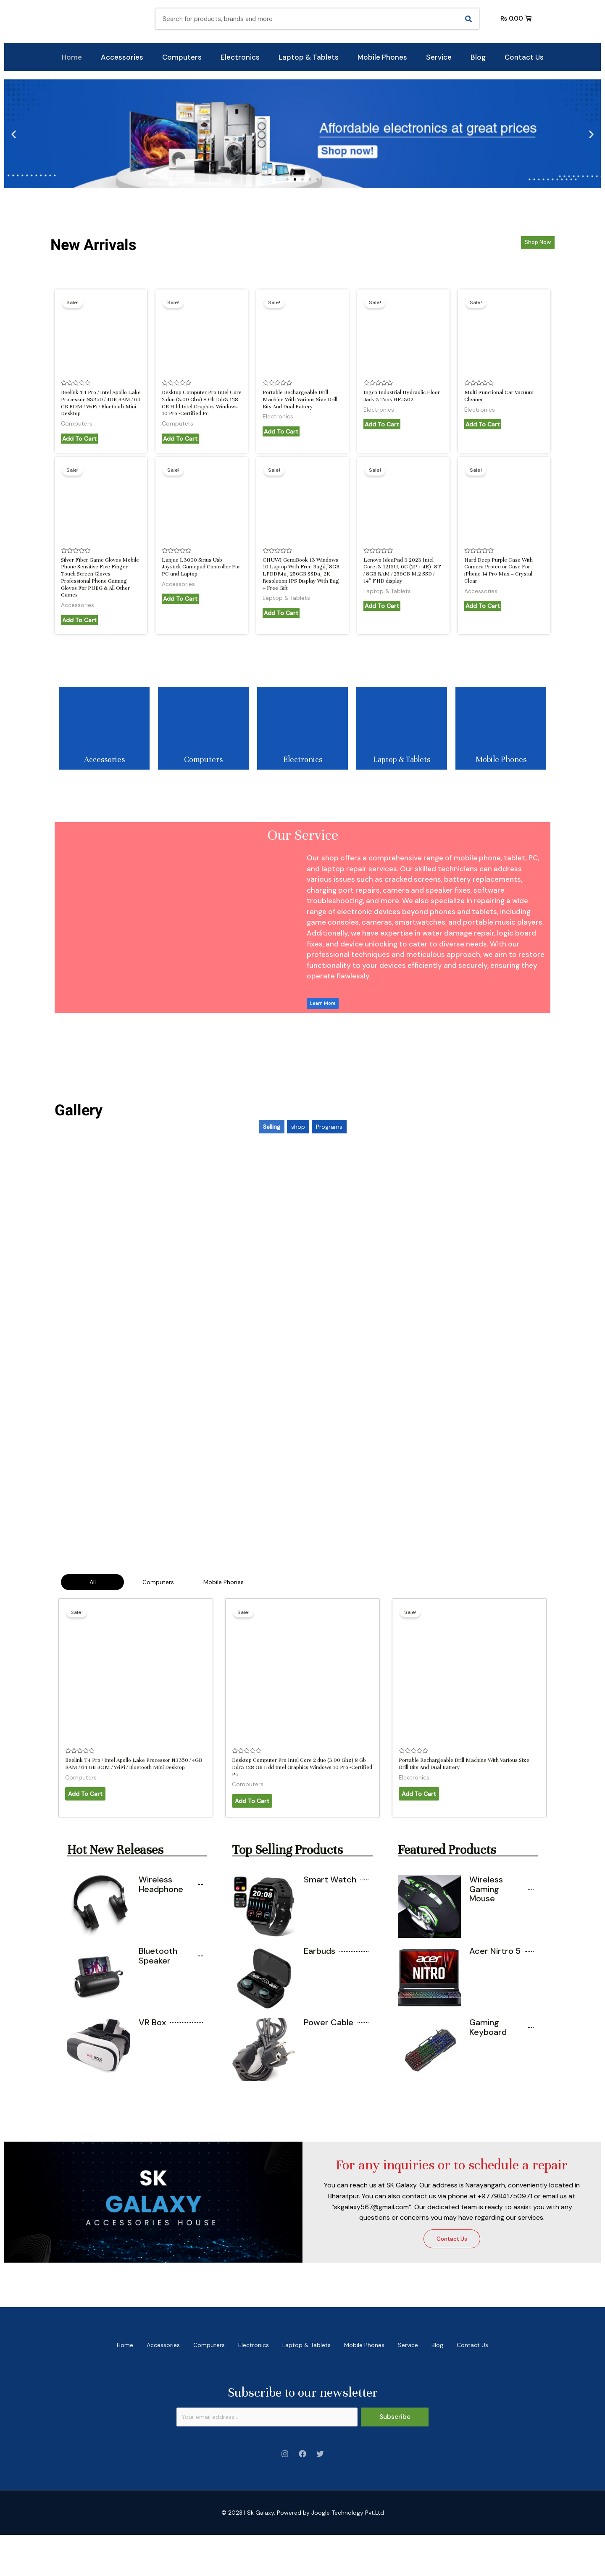 Search for products, brands and more
₨ 0.00
Home
Accessories
Computers
Electronics
Laptop & Tablets
Mobile Phones
Service
Blog
Contact Us
Affordable electronics at great prices
Shop now!
New Arrivals
Shop Now
Sale!
Beelink T4 Pro / Intel Apollo Lake
Processor N3350 / 4GB RAM / 64
GB ROM / WiFi / Bluetooth Mini
Desktop
Computers
Add To Cart
Sale!
Desktop Computer Pro Intel Core
2 duo (3.00 Ghz) 8 Gb Ddr3 128
GB Hdd Intel Graphics Windows
10 Pro -Certified Pc
Computers
Add To Cart
Sale!
Portable Rechargeable Drill
Machine With Various Size Drill
Bits And Dual Battery
Electronics
Add To Cart
Sale!
Ingco Industrial Hydraulic Floor
Jack 3 Tons HFJ302
Electronics
Add To Cart
Sale!
Multi Functional Car Vacuum
Cleaner
Electronics
Add To Cart
Sale!
Silver Fiber Game Gloves Mobile
Phone Sensitive Five Finger
Touch Screen Gloves
Professional Phone Gaming
Gloves For PUBG & All Other
Games
Accessories
Add To Cart
Sale!
Lanjue L3000 Sirius Usb
Joystick Gamepad Controller For
PC and Laptop
Accessories
Add To Cart
Sale!
CHUWI GemiBook 13 Windows
10 Resolution IPS Display With Bag
+ Free Gift
Laptop & Tablets
Add To Cart
Sale!
Lenovo IdeaPad 3 2023 Intel
Core i3-1215U, 6C (2P + 4E)- 8T
/ 8GB RAM / 256GB M.2 SSD /
14" FHD display
Laptop & Tablets
Add To Cart
Sale!
Hard Deep Purple Case With
Camera Protector Case For
iPhone 14 Pro Max – Crystal
Clear
Accessories
Add To Cart
Accessories
Computers
Electronics
Laptop & Tablets
Mobile Phones
Our Service
Our shop offers a comprehensive range of mobile phone, tablet, PC,
and laptop repair services. Our skilled technicians can address
various issues such as cracked screens, battery replacements,
charging port repairs, camera and speaker fixes, software
troubleshooting, and more. We also specialize in repairing a wide
range of electronic devices beyond phones and tablets, including
game consoles, cameras, smartwatches, and portable music players.
Additionally, we have expertise in water damage repair, logic board
fixes, and device unlocking to cater to diverse needs. With our
professional techniques and meticulous approach, we aim to restore
functionality to your devices efficiently and securely, ensuring they
operate flawlessly.
Learn More
Gallery
Selling
shop
Programs
All
Computers
Mobile Phones
Sale!
Beelink T4 Pro / Intel Apollo Lake Processor N3350 / 4GB
RAM / 64 GB ROM / WiFi / Bluetooth Mini Desktop
Computers
Add To Cart
Sale!
Desktop Computer Pro Intel Core 2 duo (3.00 Ghz) 8 Gb
Ddr3 128 GB Hdd Intel Graphics Windows 10 Pro -Certified
Pc
Computers
Add To Cart
Sale!
Portable Rechargeable Drill Machine With Various Size
Drill Bits And Dual Battery
Electronics
Add To Cart
Hot New Releases
Wireless
Headphone
Bluetooth
Speaker
VR Box
Top Selling Products
Smart Watch
Earbuds
Power Cable
Featured Products
Wireless
Gaming
Mouse
Acer Nirtro 5
Gaming
Keyboard
20:08
acer
NITRO
SK
GALAXY
ACCESSORIES HOUSE
For any inquiries or to schedule a repair
You can reach us at SK Galaxy. Our address is Narayangarh, conveniently located in
Bharatpur. You can also contact us via phone at +9779841750971 or email us at
"skgalaxy567@gmail.com". Our dedicated team is ready to assist you with any
questions or concerns you may have regarding our services.
Contact Us
Home
Accessories
Computers
Electronics
Laptop & Tablets
Mobile Phones
Service
Blog
Contact Us
Subscribe to our newsletter
Your email address
Subscribe
© 2023 | Sk Galaxy. Powered by Joogle Technology Pvt.Ltd